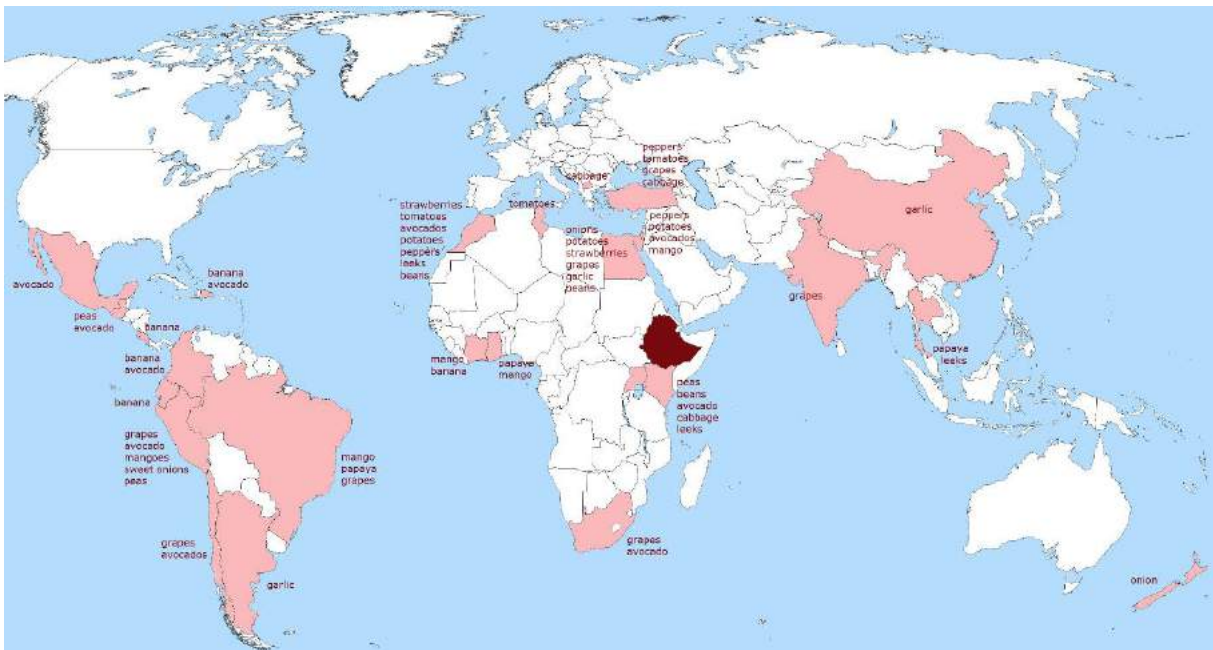 avocado
peas
avocado
banana
avocado
banana
banana
avocado
banana
grapes
avocado
mangoes
sweet onions
peas
mango
papaya
grapes
grapes
avocados
garlic
strawberries
tomatoes
avocados
potatoes
peppers
leeks
beans
tomatoes
cabbage
peppers
tomatoes
grapes
cabbage
onions
potatoes
strawberries
grapes
garlic
peppers
potatoes
avocados
mango
mango
banana
papaya
mango
peas
beans
avocado
cabbage
leeks
grapes
avocado
garlic
grapes
papaya
leeks
onion